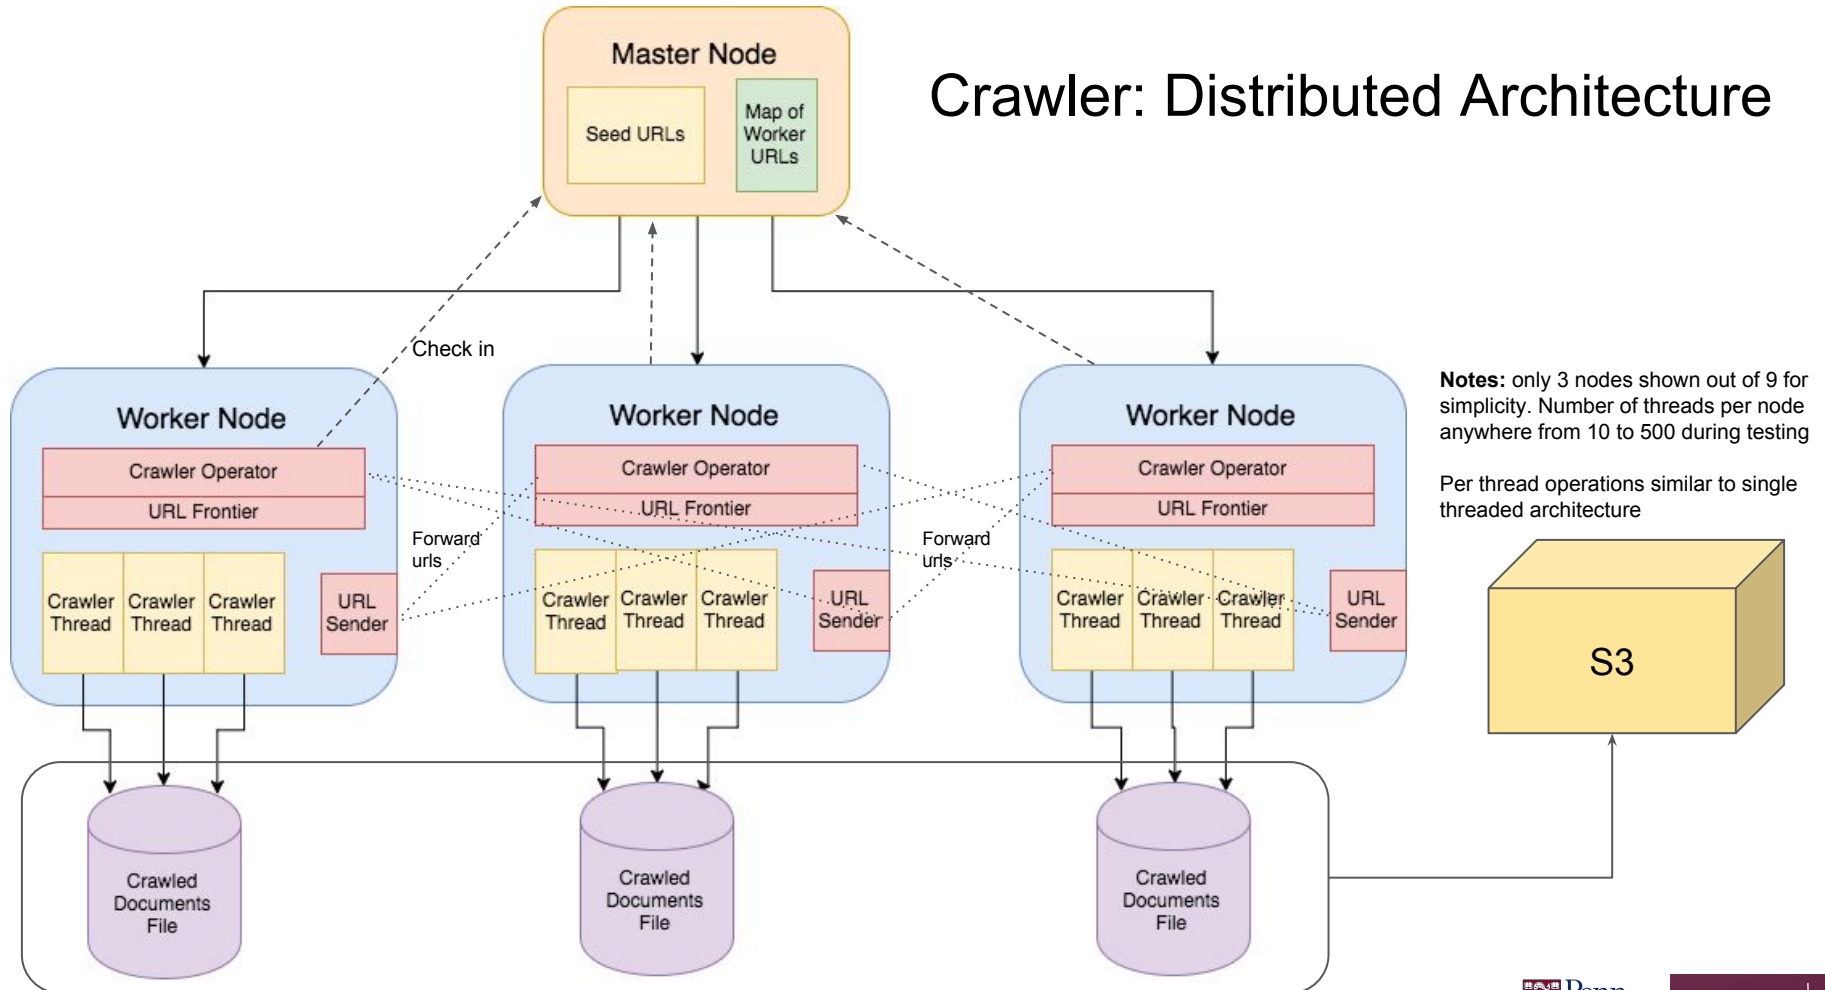 Crawler: Distributed Architecture
Master Node
Seed URLs
Map of
Worker
URLs
Check in
Worker Node
Crawler Operator
URL Frontier
Crawler
Thread
Crawler
Thread
Crawler
Thread
URL
Sender
Forward
urls
Worker Node
Crawler Operator
URL Frontier
Crawler
Thread
Crawler
Thread
Crawler
Thread
URL
Sender
Forward
urls
Worker Node
Crawler Operator
URL Frontier
Crawler
Thread
Crawler
Thread
Crawler
Thread
URL
Sender
Notes: only 3 nodes shown out of 9 for
simplicity. Number of threads per node
anywhere from 10 to 500 during testing
Per thread operations similar to single
threaded architecture
S3
Crawled
Documents
File
Crawled
Documents
File
Crawled
Documents
File
Penn